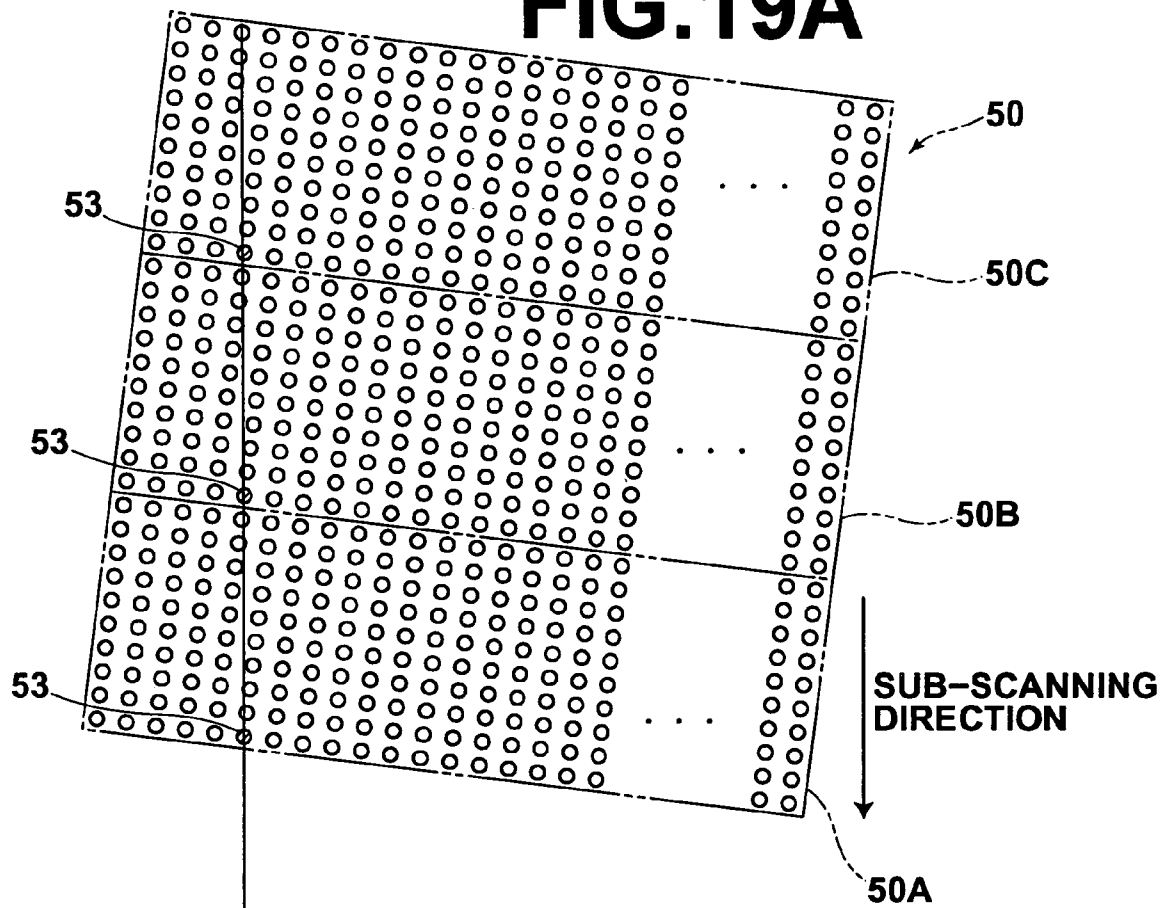 FIG.19A
50
53
50C
53
50B
53
SUB-SCANNING
DIRECTION
50A